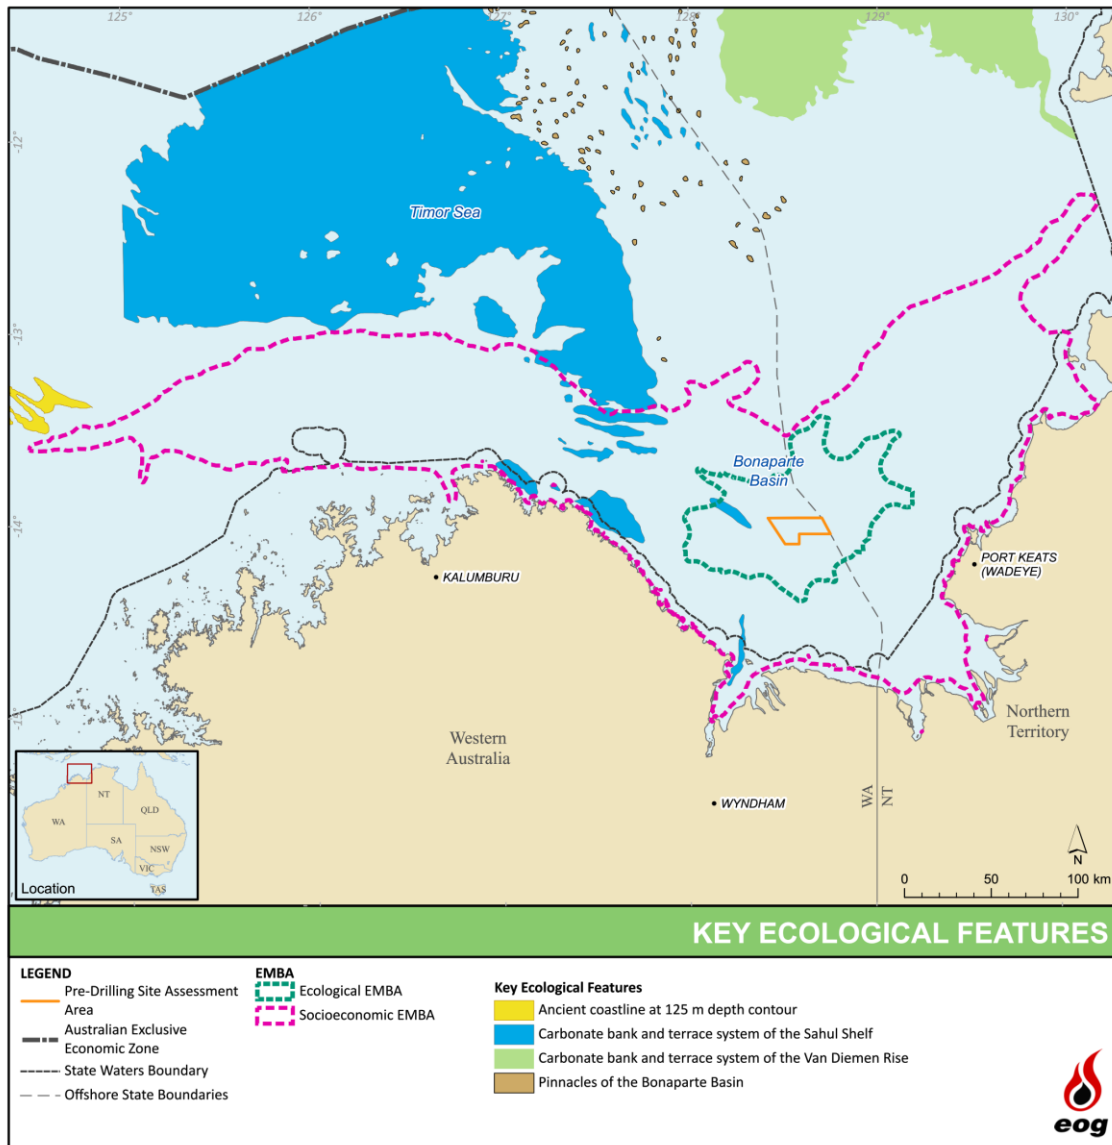 125°
126°
127°
128°
129°
130°
-12°
Timor Sea
-13°
Bonaparte
Basin
-14°
PORT KEATS
(WADEYE)
KALUMBURU
Northern
Territory
Western
Australia
WA
NT
WYNDHAM
NT
WA
QLD
SA
NSW
VIC
TAS
Location
N
0
50
100 km
KEY ECOLOGICAL FEATURES
LEGEND
Pre-Drilling Site Assessment
Area
Australian Exclusive
Economic Zone
State Waters Boundary
Offshore State Boundaries
EMBA
Ecological EMBA
Socioeconomic EMBA
Key Ecological Features
Ancient coastline at 125 m depth contour
Carbonate bank and terrace system of the Sahul Shelf
Carbonate bank and terrace system of the Van Diemen Rise
Pinnacles of the Bonaparte Basin
eog